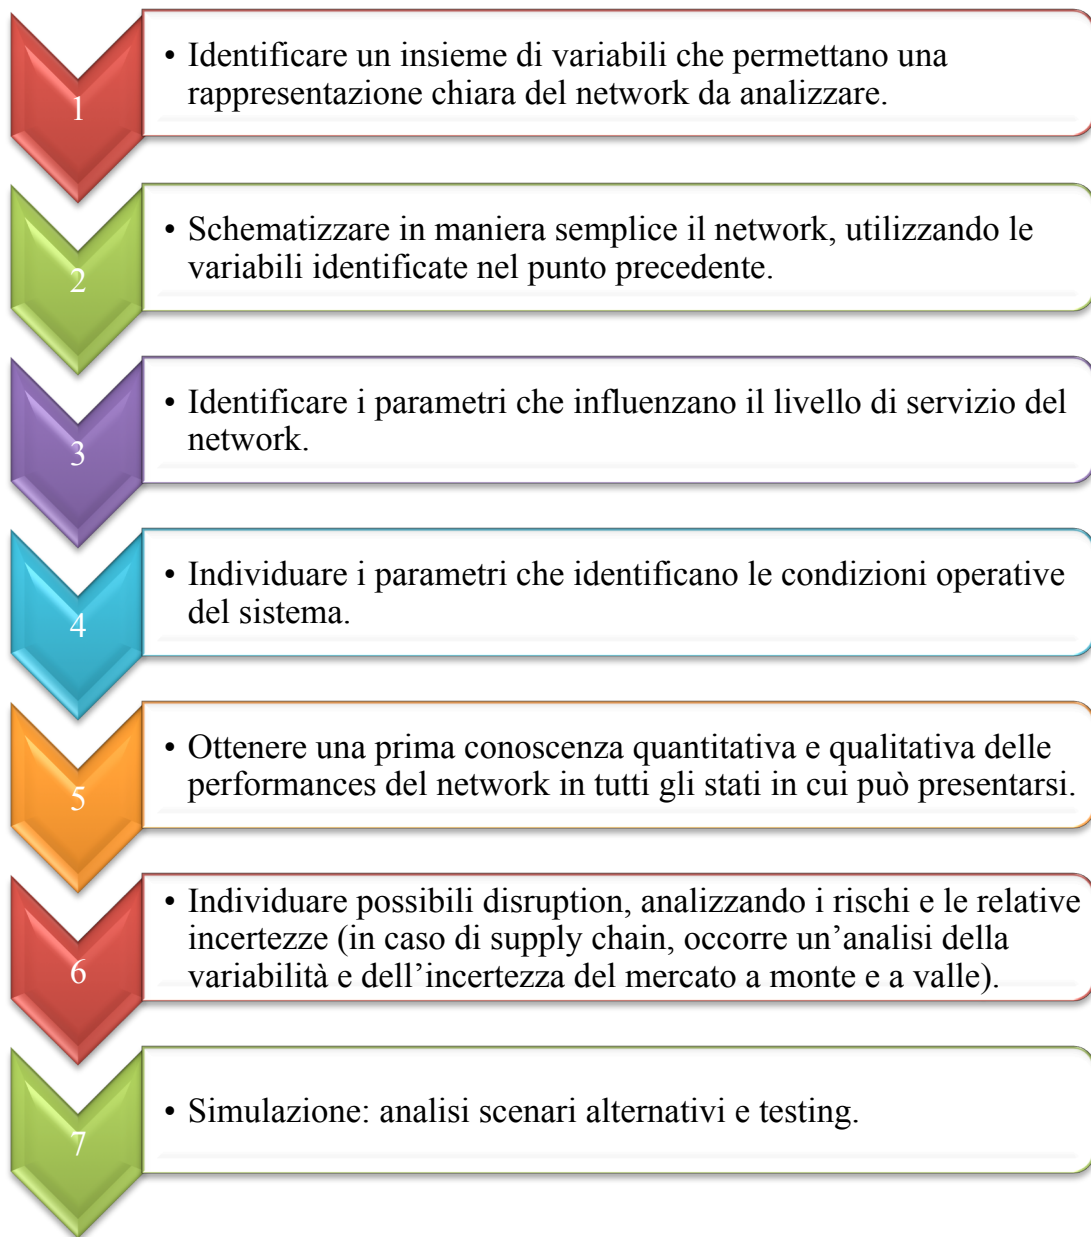 1
• Identificare un insieme di variabili che permettano una
rappresentazione chiara del network da analizzare.
2
• Schematizzare in maniera semplice il network, utilizzando le
variabili identificate nel punto precedente.
3
• Identificare i parametri che influenzano il livello di servizio del
network.
4
• Individuare i parametri che identificano le condizioni operative
del sistema.
5
• Ottenere una prima conoscenza quantitativa e qualitativa delle
performances del network in tutti gli stati in cui può presentarsi.
6
• Individuare possibili disruption, analizzando i rischi e le relative
incertezze (in caso di supply chain, occorre un’analisi della
variabilità e dell’incertezza del mercato a monte e a valle).
7
• Simulazione: analisi scenari alternativi e testing.